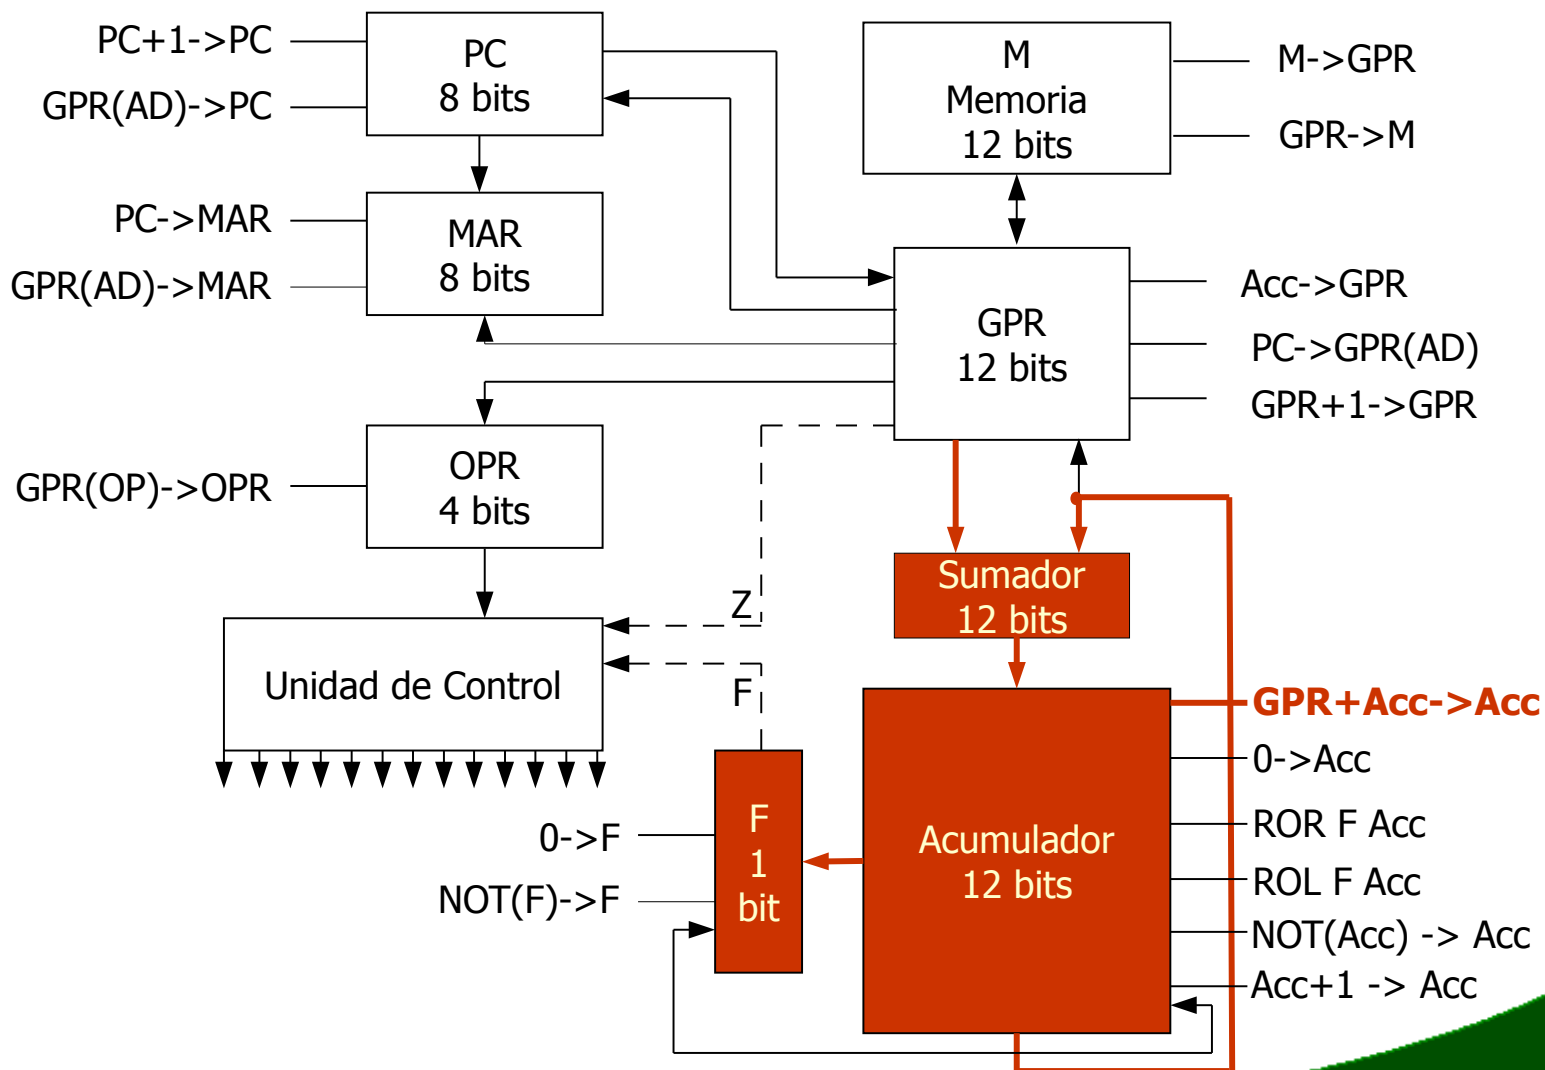 PC+1->PC
GPR(AD)->PC
PC
8 bits
M
Memoria
12 bits
M->GPR
GPR->M
PC->MAR
GPR(AD)->MAR
MAR
8 bits
GPR
12 bits
Acc->GPR
PC->GPR(AD)
GPR+1->GPR
GPR(OP)->OPR
OPR
4 bits
Sumador
12 bits
Z
F
Unidad de Control
GPR+Acc->Acc
0->Acc
ROR F Acc
ROL F Acc
NOT(Acc) -> Acc
Acc+1 -> Acc
Acumulador
12 bits
0->F
NOT(F)->F
F
1
bit